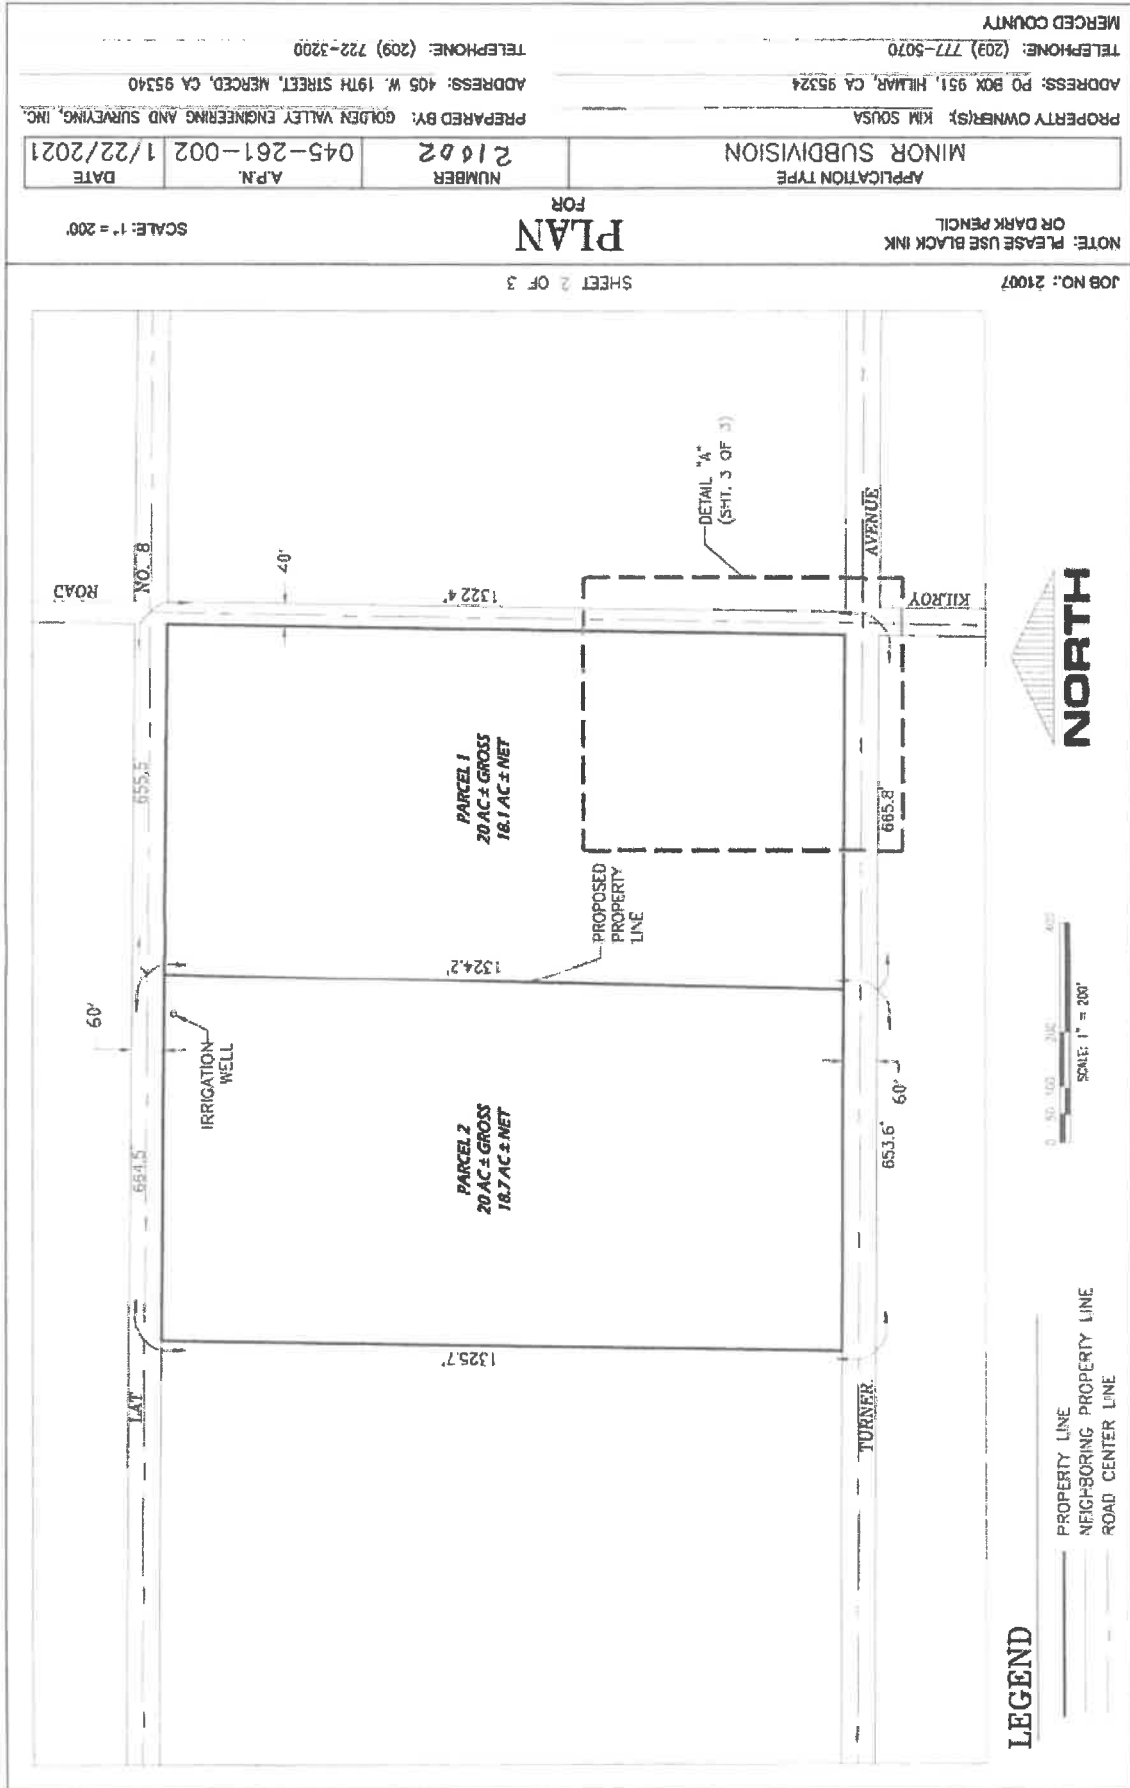 JOB NO.: 21007
SHEET 2 OF 3
NOTE: PLEASE USE BLACK INK
OR DARK PENCIL
PLAN
FOR
SCALE: 1" = 200'
APPLICATION TYPE
MINOR SUBDIVISION
NUMBER
21002
A.P.N.
045-261-002
DATE
1/22/2021
PROPERTY OWNER(S): KIM SOUSA
ADDRESS: PO BOX 951, HILMAR, CA 95324
TELEPHONE: (209) 777-5070
MERCED COUNTY
PREPARED BY: GOLDEN VALLEY ENGINEERING AND SURVEYING, INC.
ADDRESS: 405 W. 19TH STREET, MERCED, CA 95340
TELEPHONE: (209) 722-3200
LAT
NO. 8
ROAD
664.5'
655.5'
60'
40'
IRRIGATION
WELL
1325.7'
1324.2'
1322.4'
PARCEL 2
20 AC± GROSS
18.7 AC± NET
PARCEL 1
20 AC± GROSS
18.1 AC± NET
PROPOSED
PROPERTY
LINE
DETAIL "A"
(SHT. 3 OF 3)
TURNER
AVENUE
KILROY
653.6'
60'
665.8'
LEGEND
PROPERTY LINE
NEIGHBORING PROPERTY LINE
ROAD CENTER LINE
0 50 100 200 400
SCALE: 1" = 200'
NORTH